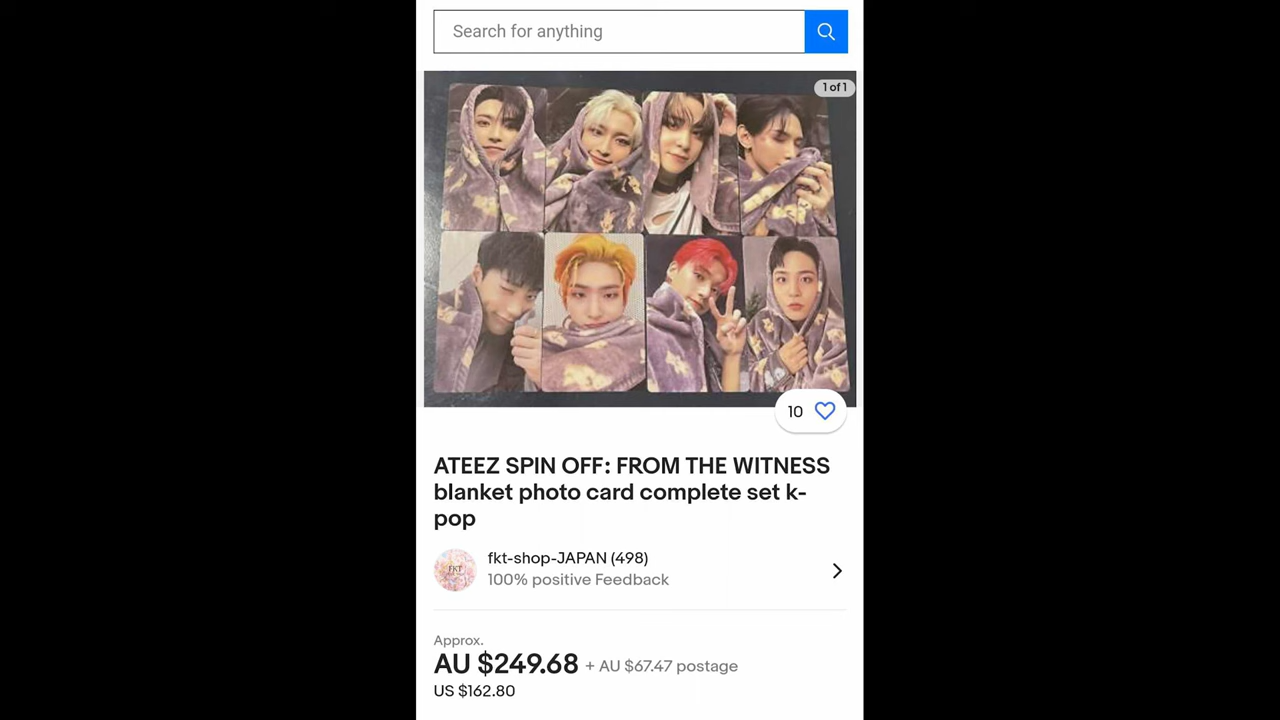 Search for anything
1 of 1
10
ATEEZ SPIN OFF: FROM THE WITNESS
blanket photo card complete set k-
pop
fkt-shop-JAPAN (498)
FKT
100% positive Feedback
Approx.
AU $249.68 + AU $67.47 postage
US $162.80